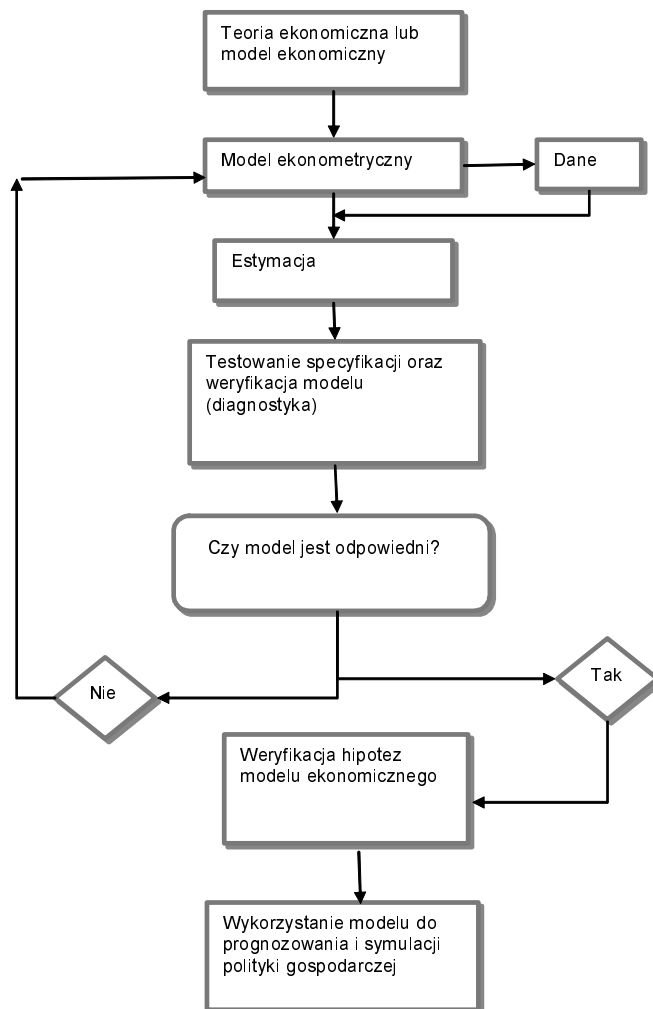 Teoria ekonomiczna lub
model ekonomiczny
Model ekonometryczny
Dane
Estymacja
Testowanie specyfikacji oraz
weryfikacja modelu
(diagnostyka)
Czy model jest odpowiedni?
Nie
Tak
Weryfikacja hipotez
modelu ekonomicznego
Wykorzystanie modelu do
prognozowania i symulacji
polityki gospodarczej